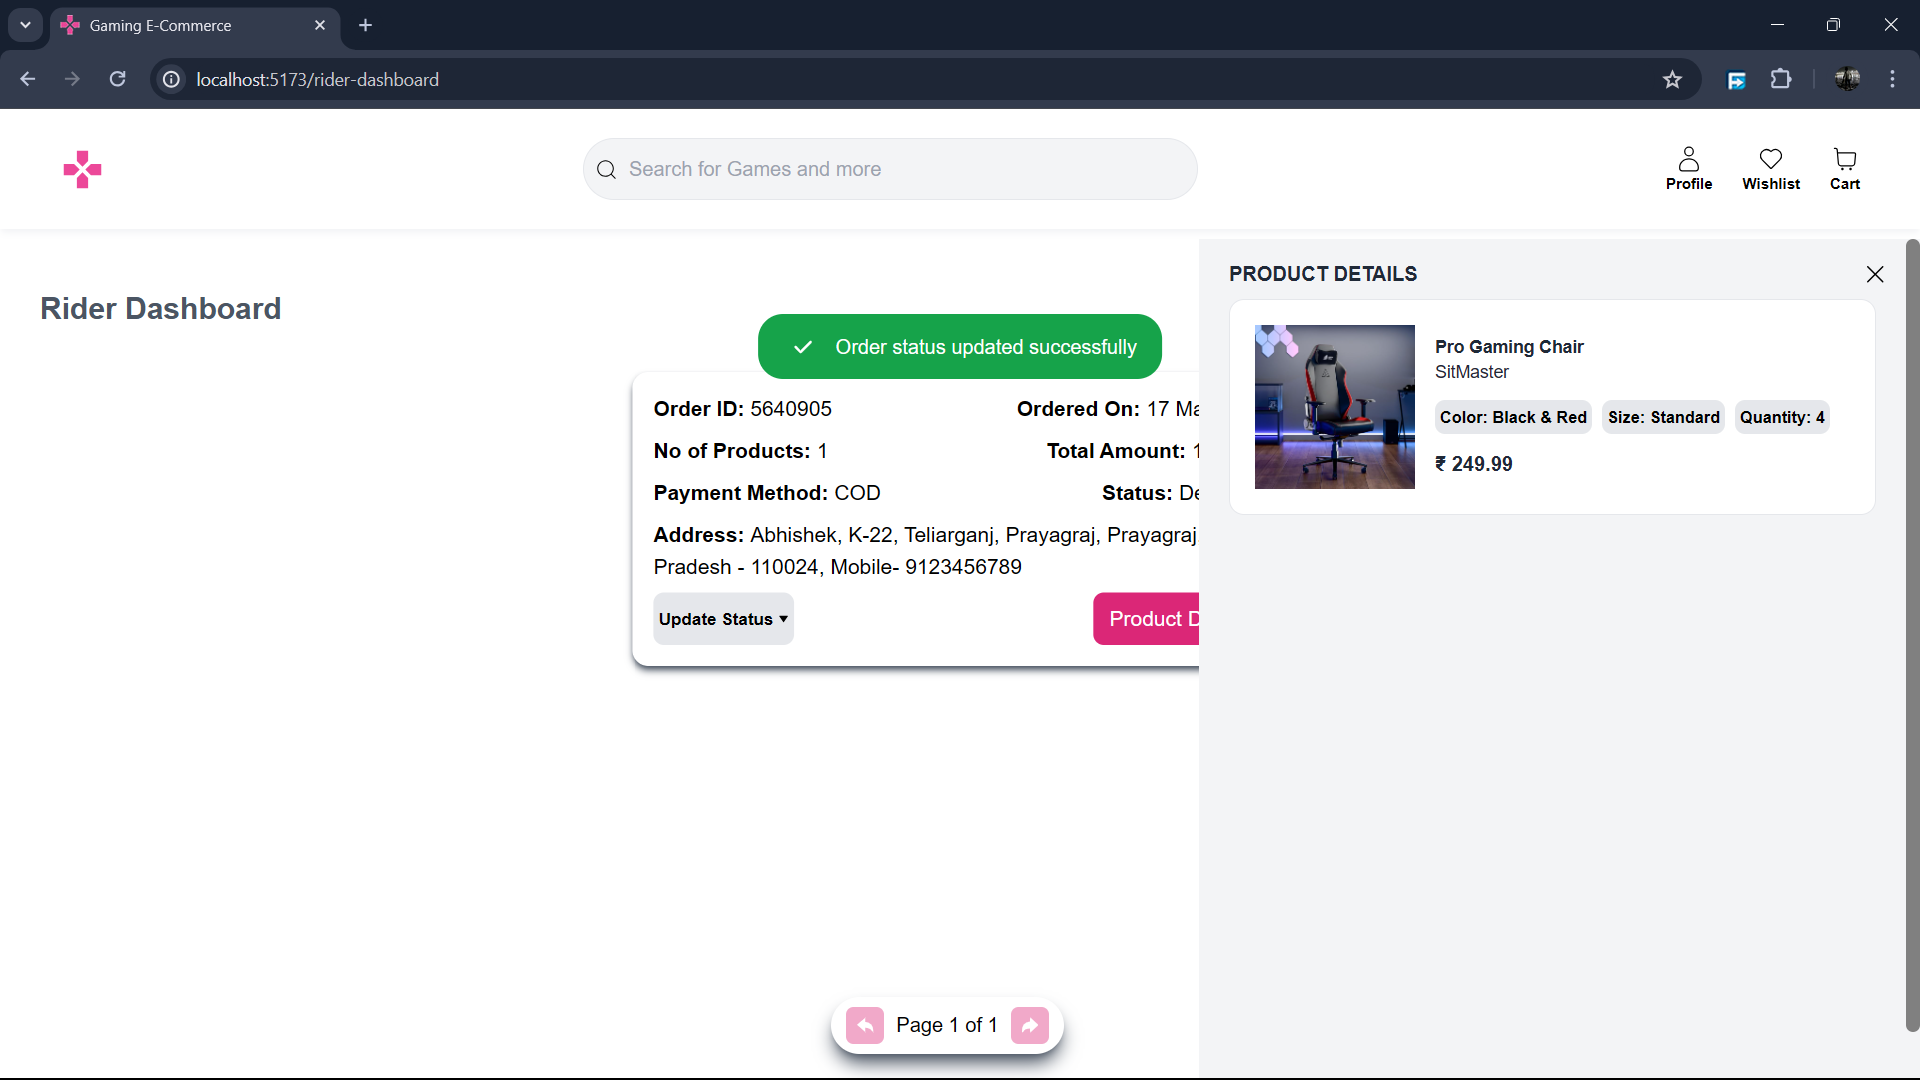 Gaming E-Commerce
localhost:5173/rider-dashboard
Search for Games and more
Profile
Wishlist
Cart
Rider Dashboard
Order status updated successfully
Order ID: 5640905
Ordered On: 17
No of Products: 1
Total Amount:
Payment Method: COD
Status:
Address: Abhishek, K-22, Teliarganj, Prayagraj, Prayagraj
Pradesh - 110024, Mobile- 9123456789
Update Status ▾
Product
Page 1 of 1
PRODUCT DETAILS
Pro Gaming Chair
SitMaster
Color: Black & Red
Size: Standard
Quantity: 4
₹ 249.99